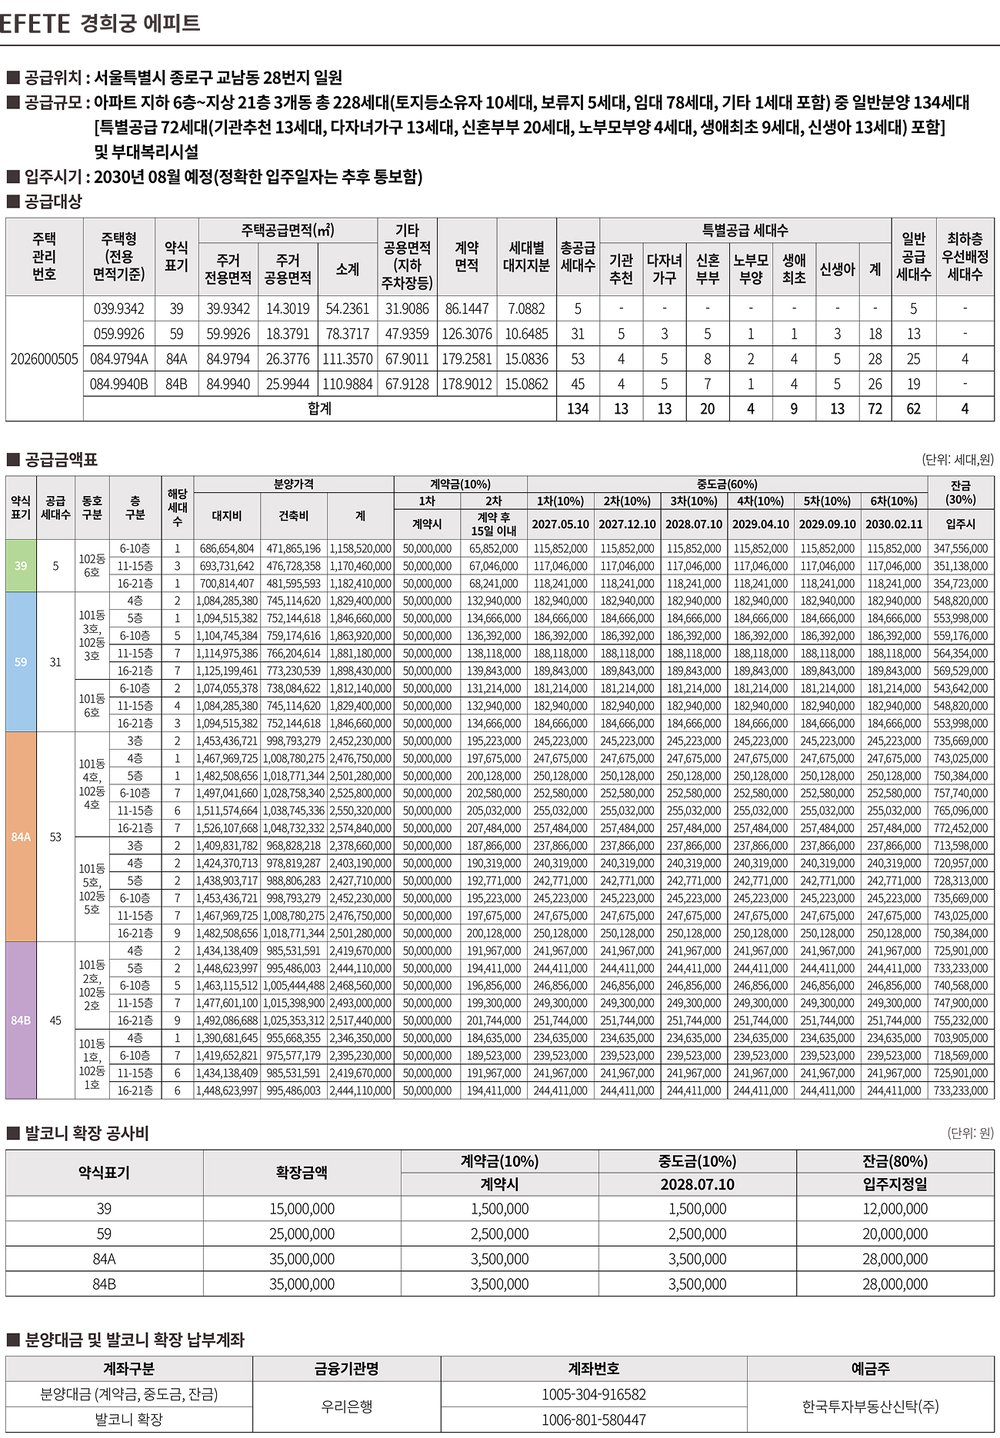 EFETE 경희궁 에피트
■ 공급위치 : 서울특별시 종로구 교남동 28번지 일원
■ 공급규모 : 아파트 지하 6층~지상 21층 3개동 총 228세대(토지등소유자 10세대, 보류지 5세대, 임대 78세대, 기타 1세대 포함) 중 일반분양 134세대
[특별공급 72세대(기관추천 13세대, 다자녀가구 13세대, 신혼부부 20세대, 노부모부양 4세대, 생애최초 9세대, 신생아 13세대) 포함]
및 부대복리시설
■ 입주시기 : 2030년 08월 예정(정확한 입주일자는 추후 통보함)
■ 공급대상
주택관리번호 주택형(전용면적기준) 약식표기 주택공급면적(㎡) 기타공용면적(지하주차장등) 계약면적 세대별대지지분 총공급세대수 특별공급 세대수 일반공급세대수 최하층우선배정세대수
주거전용면적 주거공용면적 소계 기관추천 다자녀가구 신혼부부 노부모부양 생애최초 신생아 계
2026000505
039.9342 39 39.9342 14.3019 54.2361 31.9086 86.1447 7.0882 5 - - - - - - - 5 -
059.9926 59 59.9926 18.3791 78.3717 47.9359 126.3076 10.6485 31 5 3 5 1 1 3 18 13 -
084.9794A 84A 84.9794 26.3776 111.3570 67.9011 179.2581 15.0836 53 4 5 8 2 4 5 28 25 4
084.9940B 84B 84.9940 25.9944 110.9884 67.9128 178.9012 15.0862 45 4 5 7 1 4 5 26 19 -
합계 134 13 13 20 4 9 13 72 62 4
■ 공급금액표 (단위: 세대,원)
약식표기 공급세대수 동호구분 층구분 해당세대수 분양가격 계약금(10%) 중도금(60%) 잔금(30%)
대지비 건축비 계 1차 2차 1차(10%) 2차(10%) 3차(10%) 4차(10%) 5차(10%) 6차(10%)
계약시 계약 후 15일 이내 2027.05.10 2027.12.10 2028.07.10 2029.04.10 2029.09.10 2030.02.11 입주시
39 5 102동 6호
6-10층 1 686,654,804 471,865,196 1,158,520,000 50,000,000 65,852,000 115,852,000 115,852,000 115,852,000 115,852,000 115,852,000 115,852,000 347,556,000
11-15층 3 693,731,642 476,728,358 1,170,460,000 50,000,000 67,046,000 117,046,000 117,046,000 117,046,000 117,046,000 117,046,000 117,046,000 351,138,000
16-21층 1 700,814,407 481,595,593 1,182,410,000 50,000,000 68,241,000 118,241,000 118,241,000 118,241,000 118,241,000 118,241,000 118,241,000 354,723,000
59 31 101동 3호, 102동 3호
4층 2 1,084,285,380 745,114,620 1,829,400,000 50,000,000 132,940,000 182,940,000 182,940,000 182,940,000 182,940,000 182,940,000 182,940,000 548,820,000
5층 1 1,094,515,382 752,144,618 1,846,660,000 50,000,000 134,666,000 184,666,000 184,666,000 184,666,000 184,666,000 184,666,000 184,666,000 553,998,000
6-10층 5 1,104,745,384 759,174,616 1,863,920,000 50,000,000 136,392,000 186,392,000 186,392,000 186,392,000 186,392,000 186,392,000 186,392,000 559,176,000
11-15층 7 1,114,975,386 766,204,614 1,881,180,000 50,000,000 138,118,000 188,118,000 188,118,000 188,118,000 188,118,000 188,118,000 188,118,000 564,354,000
16-21층 7 1,125,199,461 773,230,539 1,898,430,000 50,000,000 139,843,000 189,843,000 189,843,000 189,843,000 189,843,000 189,843,000 189,843,000 569,529,000
101동 6호
6-10층 2 1,074,055,378 738,084,622 1,812,140,000 50,000,000 131,214,000 181,214,000 181,214,000 181,214,000 181,214,000 181,214,000 181,214,000 543,642,000
11-15층 4 1,084,285,380 745,114,620 1,829,400,000 50,000,000 132,940,000 182,940,000 182,940,000 182,940,000 182,940,000 182,940,000 182,940,000 548,820,000
16-21층 3 1,094,515,382 752,144,618 1,846,660,000 50,000,000 134,666,000 184,666,000 184,666,000 184,666,000 184,666,000 184,666,000 184,666,000 553,998,000
84A 53 101동 4호, 102동 4호
3층 2 1,453,436,721 998,793,279 2,452,230,000 50,000,000 195,223,000 245,223,000 245,223,000 245,223,000 245,223,000 245,223,000 245,223,000 735,669,000
4층 1 1,467,969,725 1,008,780,275 2,476,750,000 50,000,000 197,675,000 247,675,000 247,675,000 247,675,000 247,675,000 247,675,000 247,675,000 743,025,000
5층 1 1,482,508,656 1,018,771,344 2,501,280,000 50,000,000 200,128,000 250,128,000 250,128,000 250,128,000 250,128,000 250,128,000 250,128,000 750,384,000
6-10층 7 1,497,041,660 1,028,758,340 2,525,800,000 50,000,000 202,580,000 252,580,000 252,580,000 252,580,000 252,580,000 252,580,000 252,580,000 757,740,000
11-15층 6 1,511,574,664 1,038,745,336 2,550,320,000 50,000,000 205,032,000 255,032,000 255,032,000 255,032,000 255,032,000 255,032,000 255,032,000 765,096,000
16-21층 7 1,526,107,668 1,048,732,332 2,574,840,000 50,000,000 207,484,000 257,484,000 257,484,000 257,484,000 257,484,000 257,484,000 257,484,000 772,452,000
101동 5호, 102동 5호
3층 2 1,409,831,782 968,828,218 2,378,660,000 50,000,000 187,866,000 237,866,000 237,866,000 237,866,000 237,866,000 237,866,000 237,866,000 713,598,000
4층 2 1,424,370,713 978,819,287 2,403,190,000 50,000,000 190,319,000 240,319,000 240,319,000 240,319,000 240,319,000 240,319,000 240,319,000 720,957,000
5층 2 1,438,903,717 988,806,283 2,427,710,000 50,000,000 192,771,000 242,771,000 242,771,000 242,771,000 242,771,000 242,771,000 242,771,000 728,313,000
6-10층 7 1,453,436,721 998,793,279 2,452,230,000 50,000,000 195,223,000 245,223,000 245,223,000 245,223,000 245,223,000 245,223,000 245,223,000 735,669,000
11-15층 7 1,467,969,725 1,008,780,275 2,476,750,000 50,000,000 197,675,000 247,675,000 247,675,000 247,675,000 247,675,000 247,675,000 247,675,000 743,025,000
16-21층 9 1,482,508,656 1,018,771,344 2,501,280,000 50,000,000 200,128,000 250,128,000 250,128,000 250,128,000 250,128,000 250,128,000 250,128,000 750,384,000
84B 45 101동 2호, 102동 2호
4층 2 1,434,138,409 985,531,591 2,419,670,000 50,000,000 191,967,000 241,967,000 241,967,000 241,967,000 241,967,000 241,967,000 241,967,000 725,901,000
5층 2 1,448,623,997 995,486,003 2,444,110,000 50,000,000 194,411,000 244,411,000 244,411,000 244,411,000 244,411,000 244,411,000 244,411,000 733,233,000
6-10층 5 1,463,115,512 1,005,444,488 2,468,560,000 50,000,000 196,856,000 246,856,000 246,856,000 246,856,000 246,856,000 246,856,000 246,856,000 740,568,000
11-15층 7 1,477,601,100 1,015,398,900 2,493,000,000 50,000,000 199,300,000 249,300,000 249,300,000 249,300,000 249,300,000 249,300,000 249,300,000 747,900,000
16-21층 9 1,492,086,688 1,025,353,312 2,517,440,000 50,000,000 201,744,000 251,744,000 251,744,000 251,744,000 251,744,000 251,744,000 251,744,000 755,232,000
101동 1호, 102동 1호
4층 1 1,390,681,645 955,668,355 2,346,350,000 50,000,000 184,635,000 234,635,000 234,635,000 234,635,000 234,635,000 234,635,000 234,635,000 703,905,000
6-10층 7 1,419,652,821 975,577,179 2,395,230,000 50,000,000 189,523,000 239,523,000 239,523,000 239,523,000 239,523,000 239,523,000 239,523,000 718,569,000
11-15층 6 1,434,138,409 985,531,591 2,419,670,000 50,000,000 191,967,000 241,967,000 241,967,000 241,967,000 241,967,000 241,967,000 241,967,000 725,901,000
16-21층 6 1,448,623,997 995,486,003 2,444,110,000 50,000,000 194,411,000 244,411,000 244,411,000 244,411,000 244,411,000 244,411,000 244,411,000 733,233,000
■ 발코니 확장 공사비 (단위: 원)
약식표기 확장금액 계약금(10%) 중도금(10%) 잔금(80%)
계약시 2028.07.10 입주지정일
39 15,000,000 1,500,000 1,500,000 12,000,000
59 25,000,000 2,500,000 2,500,000 20,000,000
84A 35,000,000 3,500,000 3,500,000 28,000,000
84B 35,000,000 3,500,000 3,500,000 28,000,000
■ 분양대금 및 발코니 확장 납부계좌
계좌구분 금융기관명 계좌번호 예금주
분양대금 (계약금, 중도금, 잔금) 우리은행 1005-304-916582 한국투자부동산신탁(주)
발코니 확장 1006-801-580447